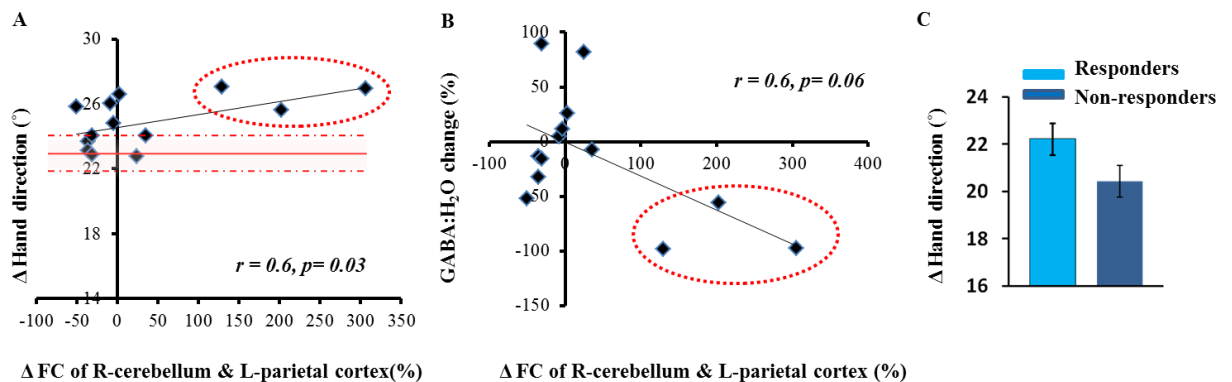 A
30
26
22
18
14
Δ Hand direction (°)
r = 0.6, p= 0.03
-100 -50 0 50 100 150 200 250 300 350
Δ FC of R-cerebellum & L-parietal cortex(%)
B
100
50
0
-50
-100
-150
GABA:H₂O change (%)
r = 0.6, p= 0.06
-100 0 100 200 300 400
Δ FC of R-cerebellum & L-parietal cortex (%)
C
Responders
Non-responders
24
22
20
18
16
Δ Hand direction (°)